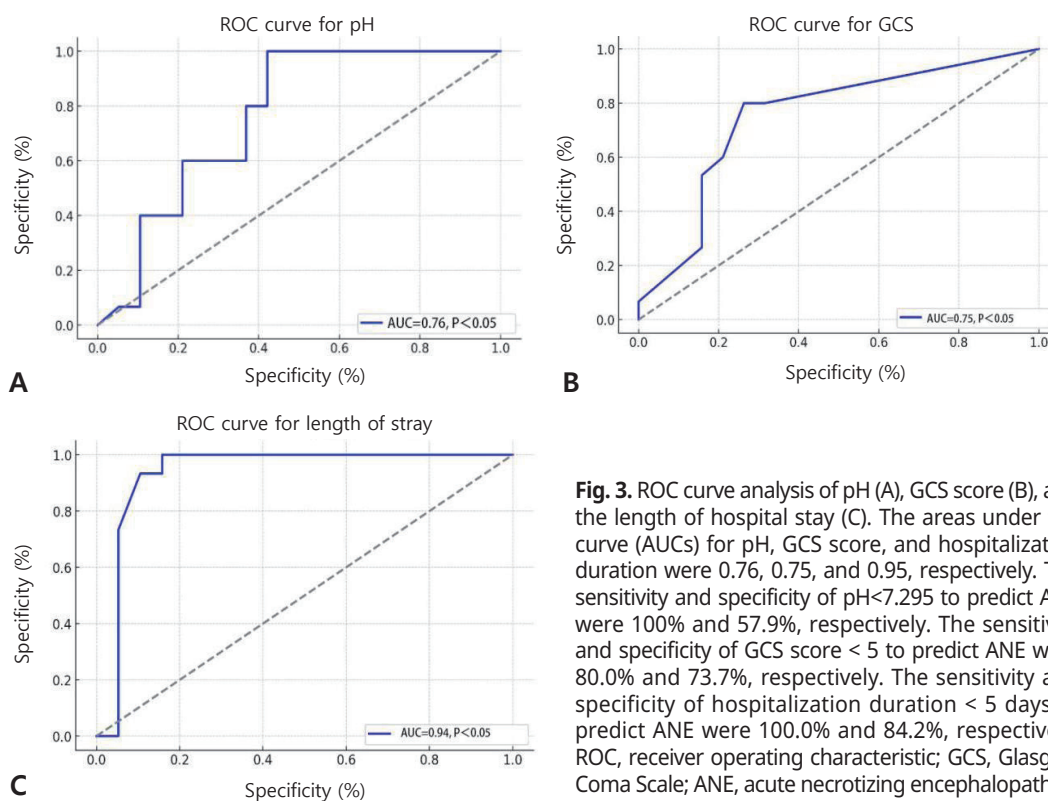 ROC curve for pH
1.0
0.8
0.6
0.4
0.2
0.0
Specificity (%)
AUC=0.76, P<0.05
0.0 0.2 0.4 0.6 0.8 1.0
Specificity (%)
A
ROC curve for GCS
1.0
0.8
0.6
0.4
0.2
0.0
Specificity (%)
AUC=0.75, P<0.05
0.0 0.2 0.4 0.6 0.8 1.0
Specificity (%)
B
ROC curve for length of stray
1.0
0.8
0.6
0.4
0.2
0.0
Specificity (%)
AUC=0.94, P<0.05
0.0 0.2 0.4 0.6 0.8 1.0
Specificity (%)
C
Fig. 3. ROC curve analysis of pH (A), GCS score (B), a
the length of hospital stay (C). The areas under
curve (AUCs) for pH, GCS score, and hospitalizat
duration were 0.76, 0.75, and 0.95, respectively. T
sensitivity and specificity of pH<7.295 to predict A
were 100% and 57.9%, respectively. The sensitiv
and specificity of GCS score < 5 to predict ANE w
80.0% and 73.7%, respectively. The sensitivity a
specificity of hospitalization duration < 5 days
predict ANE were 100.0% and 84.2%, respective
ROC, receiver operating characteristic; GCS, Glasg
Coma Scale; ANE, acute necrotizing encephalopath